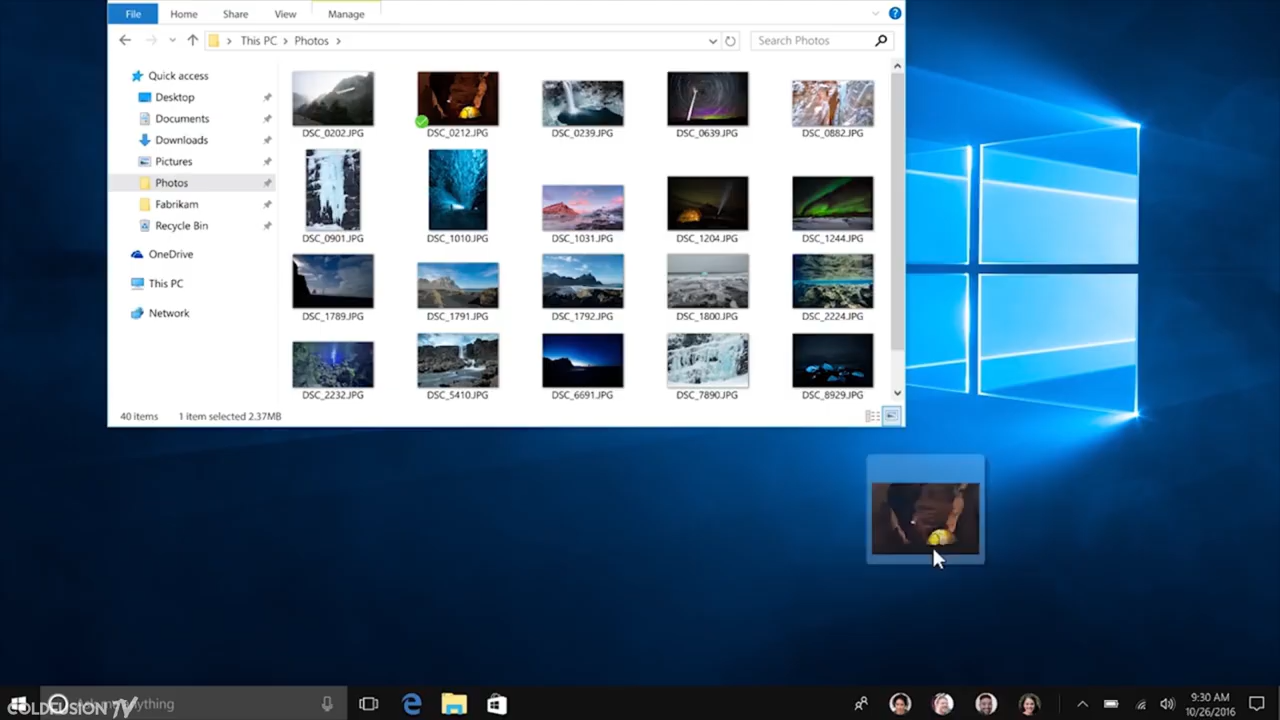 File Home Share View Manage
This PC Photos
Search Photos
Quick access
Desktop
Documents
Downloads
Pictures
Photos
Fabrikam
Recycle Bin
OneDrive
This PC
Network
DSC_0202.JPG DSC_0212.JPG DSC_0239.JPG DSC_0639.JPG DSC_0882.JPG
DSC_0901.JPG DSC_1010.JPG DSC_1031.JPG DSC_1204.JPG DSC_1244.JPG
DSC_1789.JPG DSC_1791.JPG DSC_1792.JPG DSC_1800.JPG DSC_2224.JPG
DSC_2232.JPG DSC_5410.JPG DSC_6691.JPG DSC_7890.JPG DSC_8929.JPG
40 items 1 item selected 2.37MB
COLDFUSION TV
anything
9:30 AM
10/26/2016